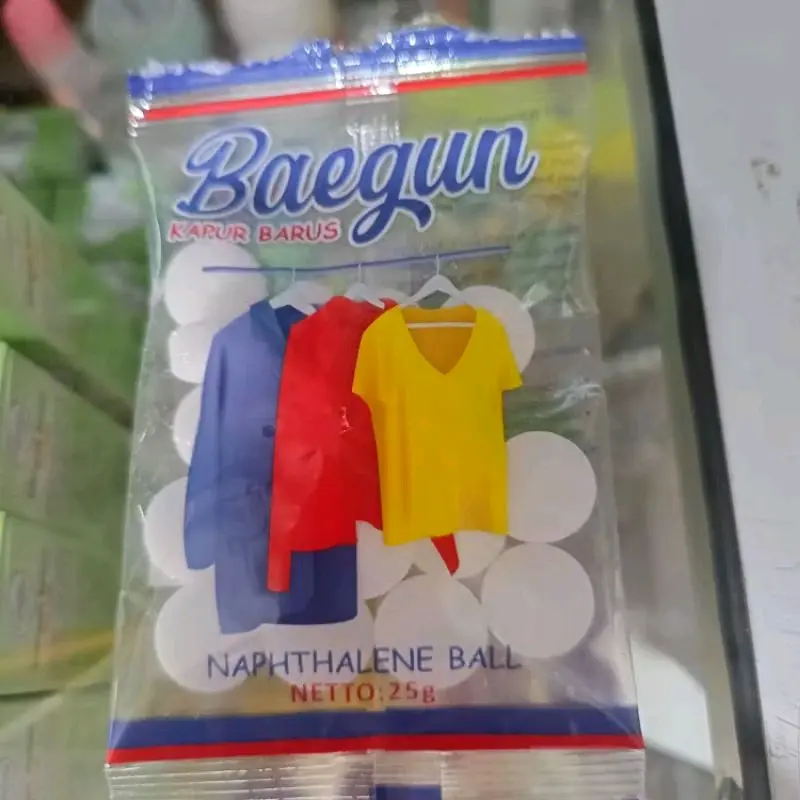 Baegun
KAPUR BARUS
NAPHTHALENE BALL
NETTO: 25g